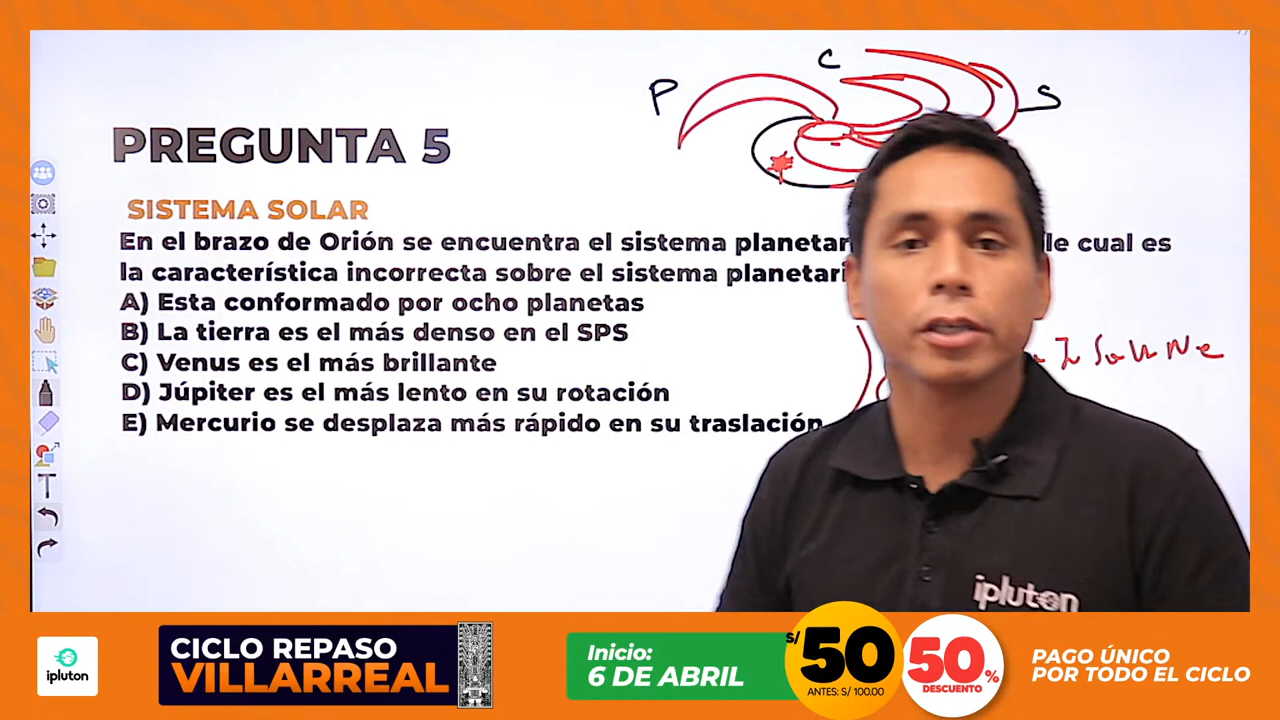 P
C
S
PREGUNTA 5
SISTEMA SOLAR
En el brazo de Orión se encuentra el sistema cual es
la característica incorrecta sobre el sistema
A) Esta conformado por ocho planetas
B) La tierra es el más denso en el SPS
C) Venus es el más brillante
D) Júpiter es el más lento en su rotación
E) Mercurio se desplaza más rápido en su traslación
ipluton
ipluton
CICLO REPASO
VILLARREAL
Inicio:
6 DE ABRIL
S/ 50
ANTES: S/ 100.00
50%
DESCUENTO
PAGO ÚNICO
POR TODO EL CICLO